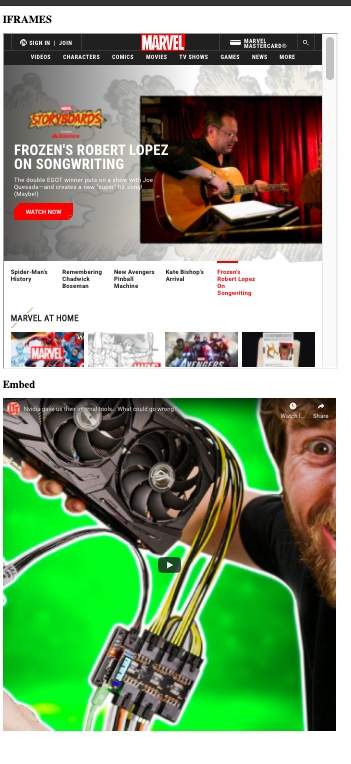 IFRAMES
SIGN IN | JOIN
MARVEL
MARVEL
MASTERCARD®
VIDEOS CHARACTERS COMICS MOVIES TV SHOWS GAMES NEWS MORE
MARVEL
STORYBOARDS
FROZEN'S ROBERT LOPEZ
ON SONGWRITING
The double EGOT winner puts on a show with Joe
Quesada—and creates a new "super" hit song!
(Maybe!)
WATCH NOW
Spider-Man's
History
Remembering
Chadwick
Boseman
New Avengers
Pinball
Machine
Kate Bishop's
Arrival
Frozen's
Robert Lopez
On
Songwriting
MARVEL AT HOME
MARVEL
Embed
Nvidia gave us their internal tools.. What could go wrong?
Watch l...
Share